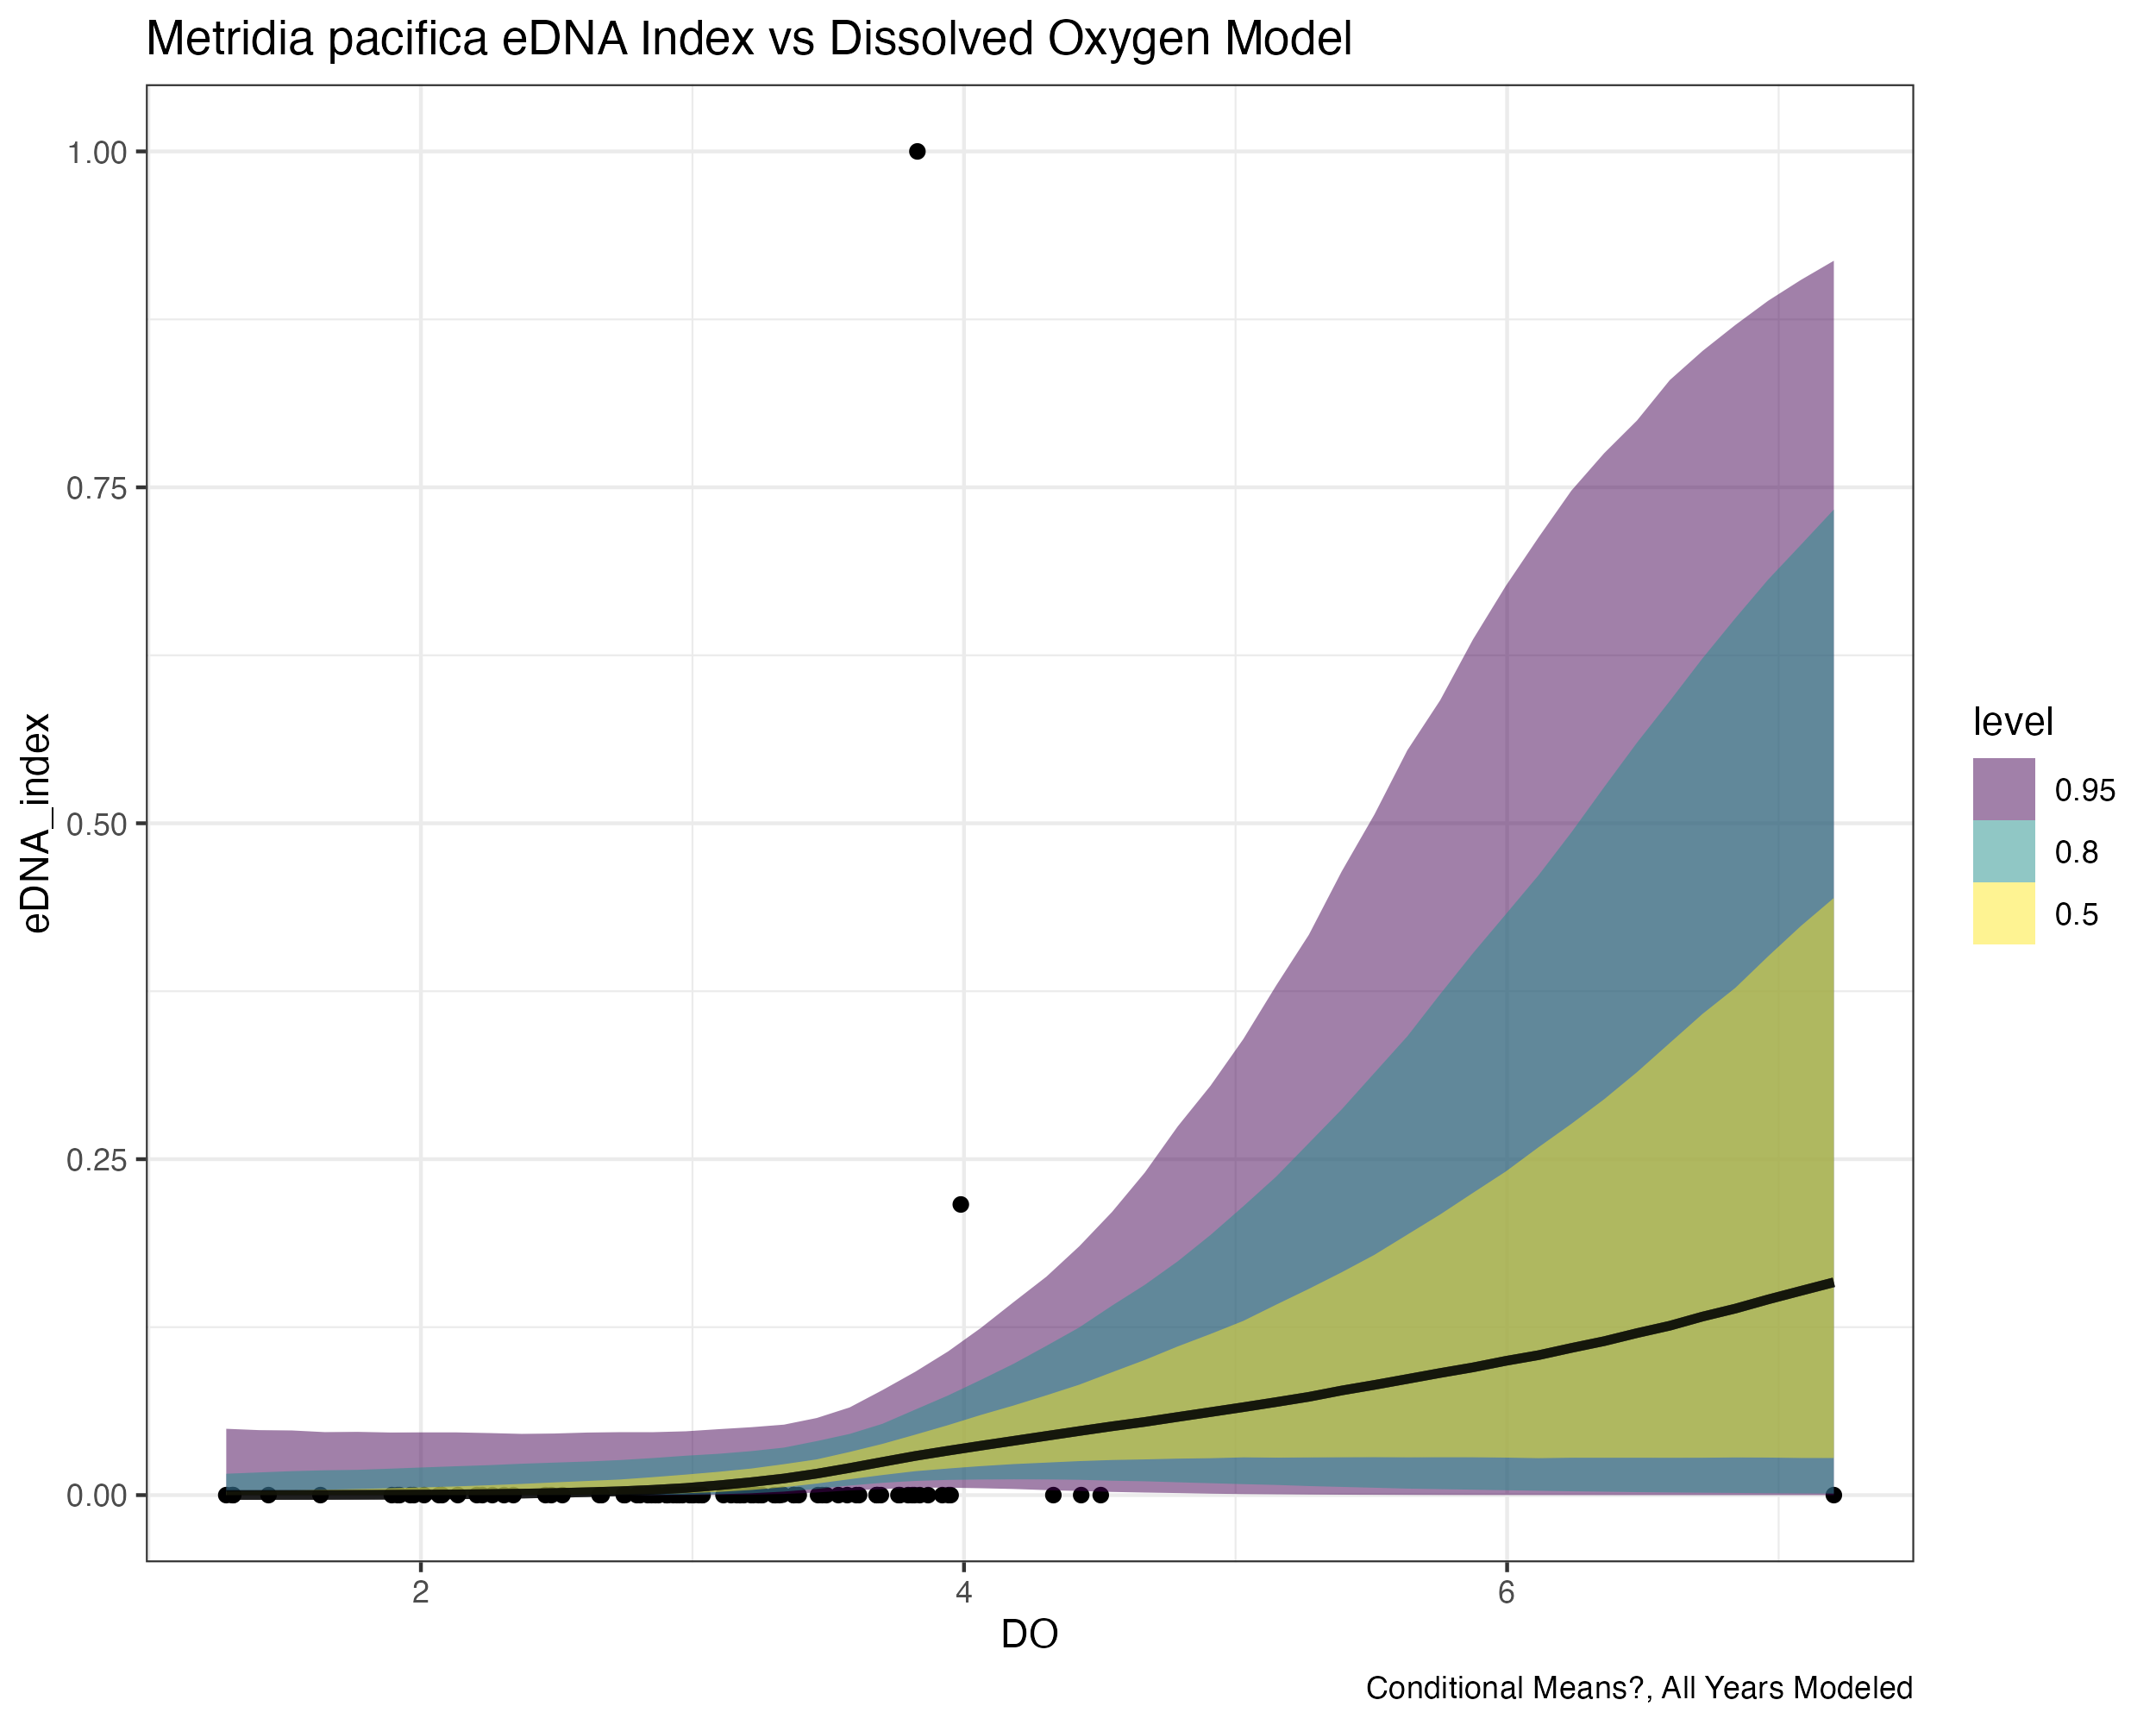 Metridia pacifica eDNA Index vs Dissolved Oxygen Model
1.00
0.75
0.50
0.25
0.00
eDNA_index
2
4
6
DO
level
0.95
0.8
0.5
Conditional Means?, All Years Modeled